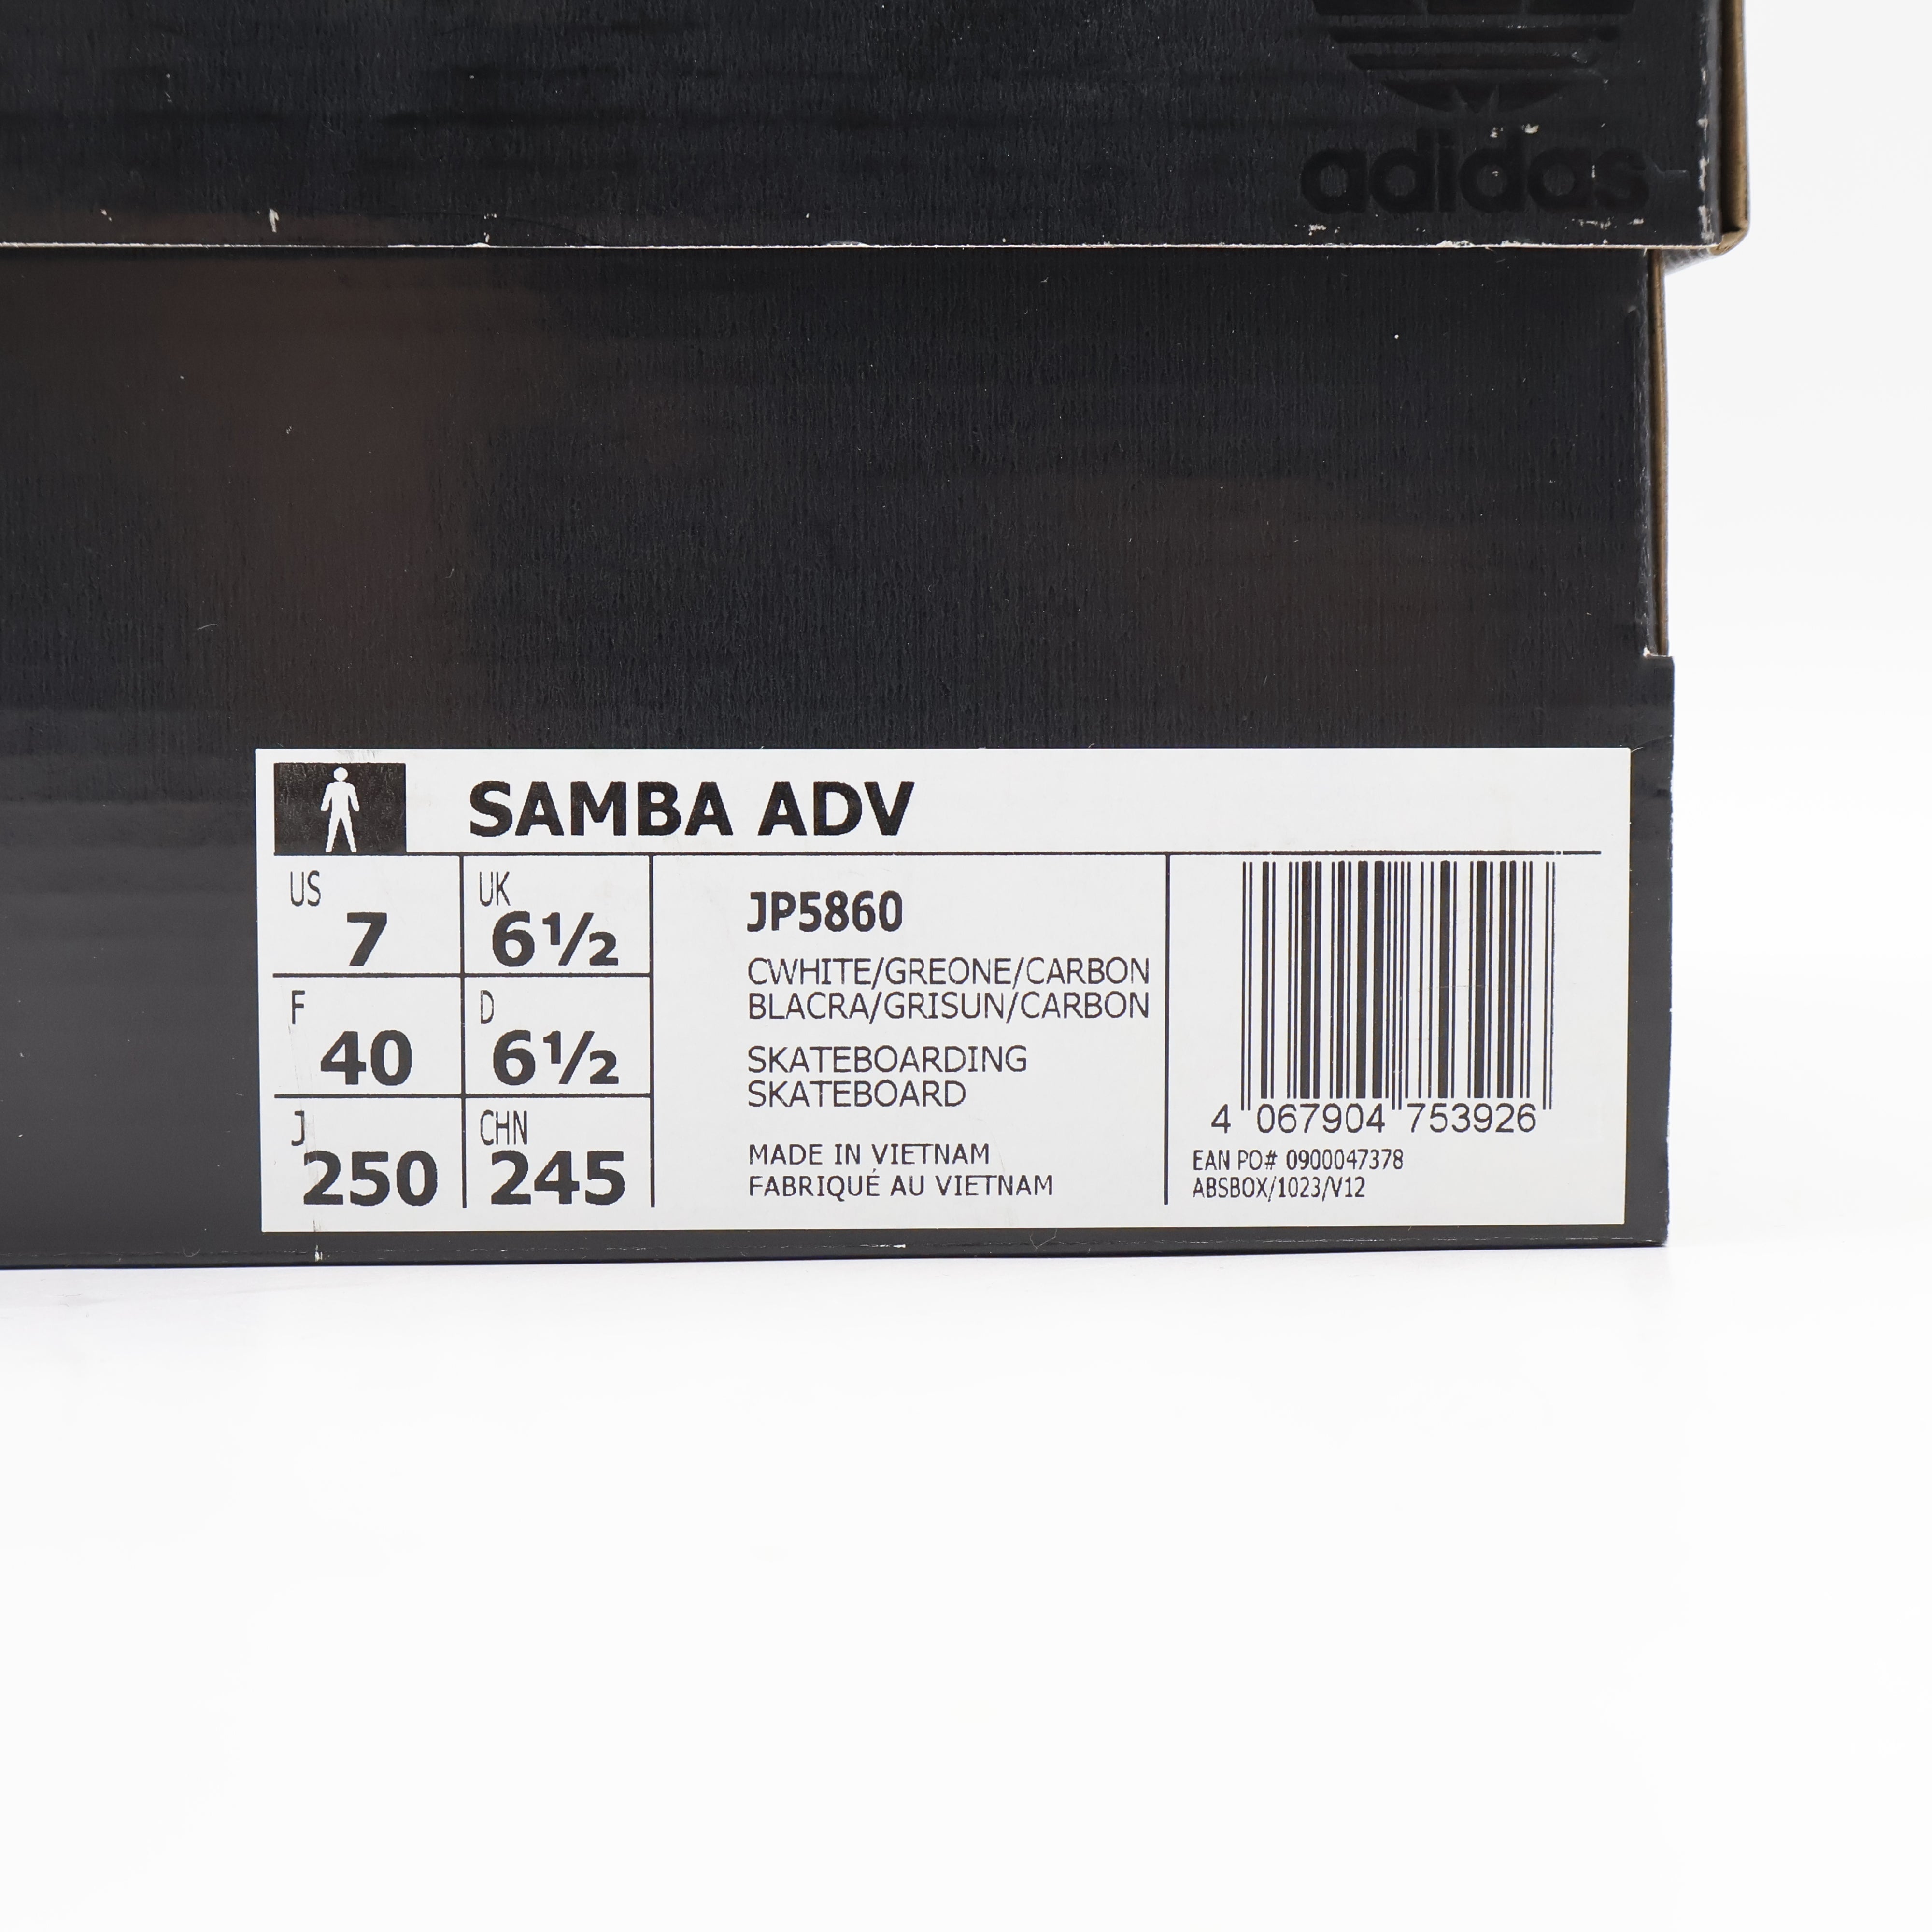 adidas
SAMBA ADV
US
7
UK
6½
F
40
D
6½
J
250
CHN
245
JP5860
CWHITE/GREONE/CARBON
BLACRA/GRISUN/CARBON
SKATEBOARDING
SKATEBOARD
MADE IN VIETNAM
FABRIQUÉ AU VIETNAM
4 067904 753926
EAN PO# 0900047378
ABSBOX/1023/V12